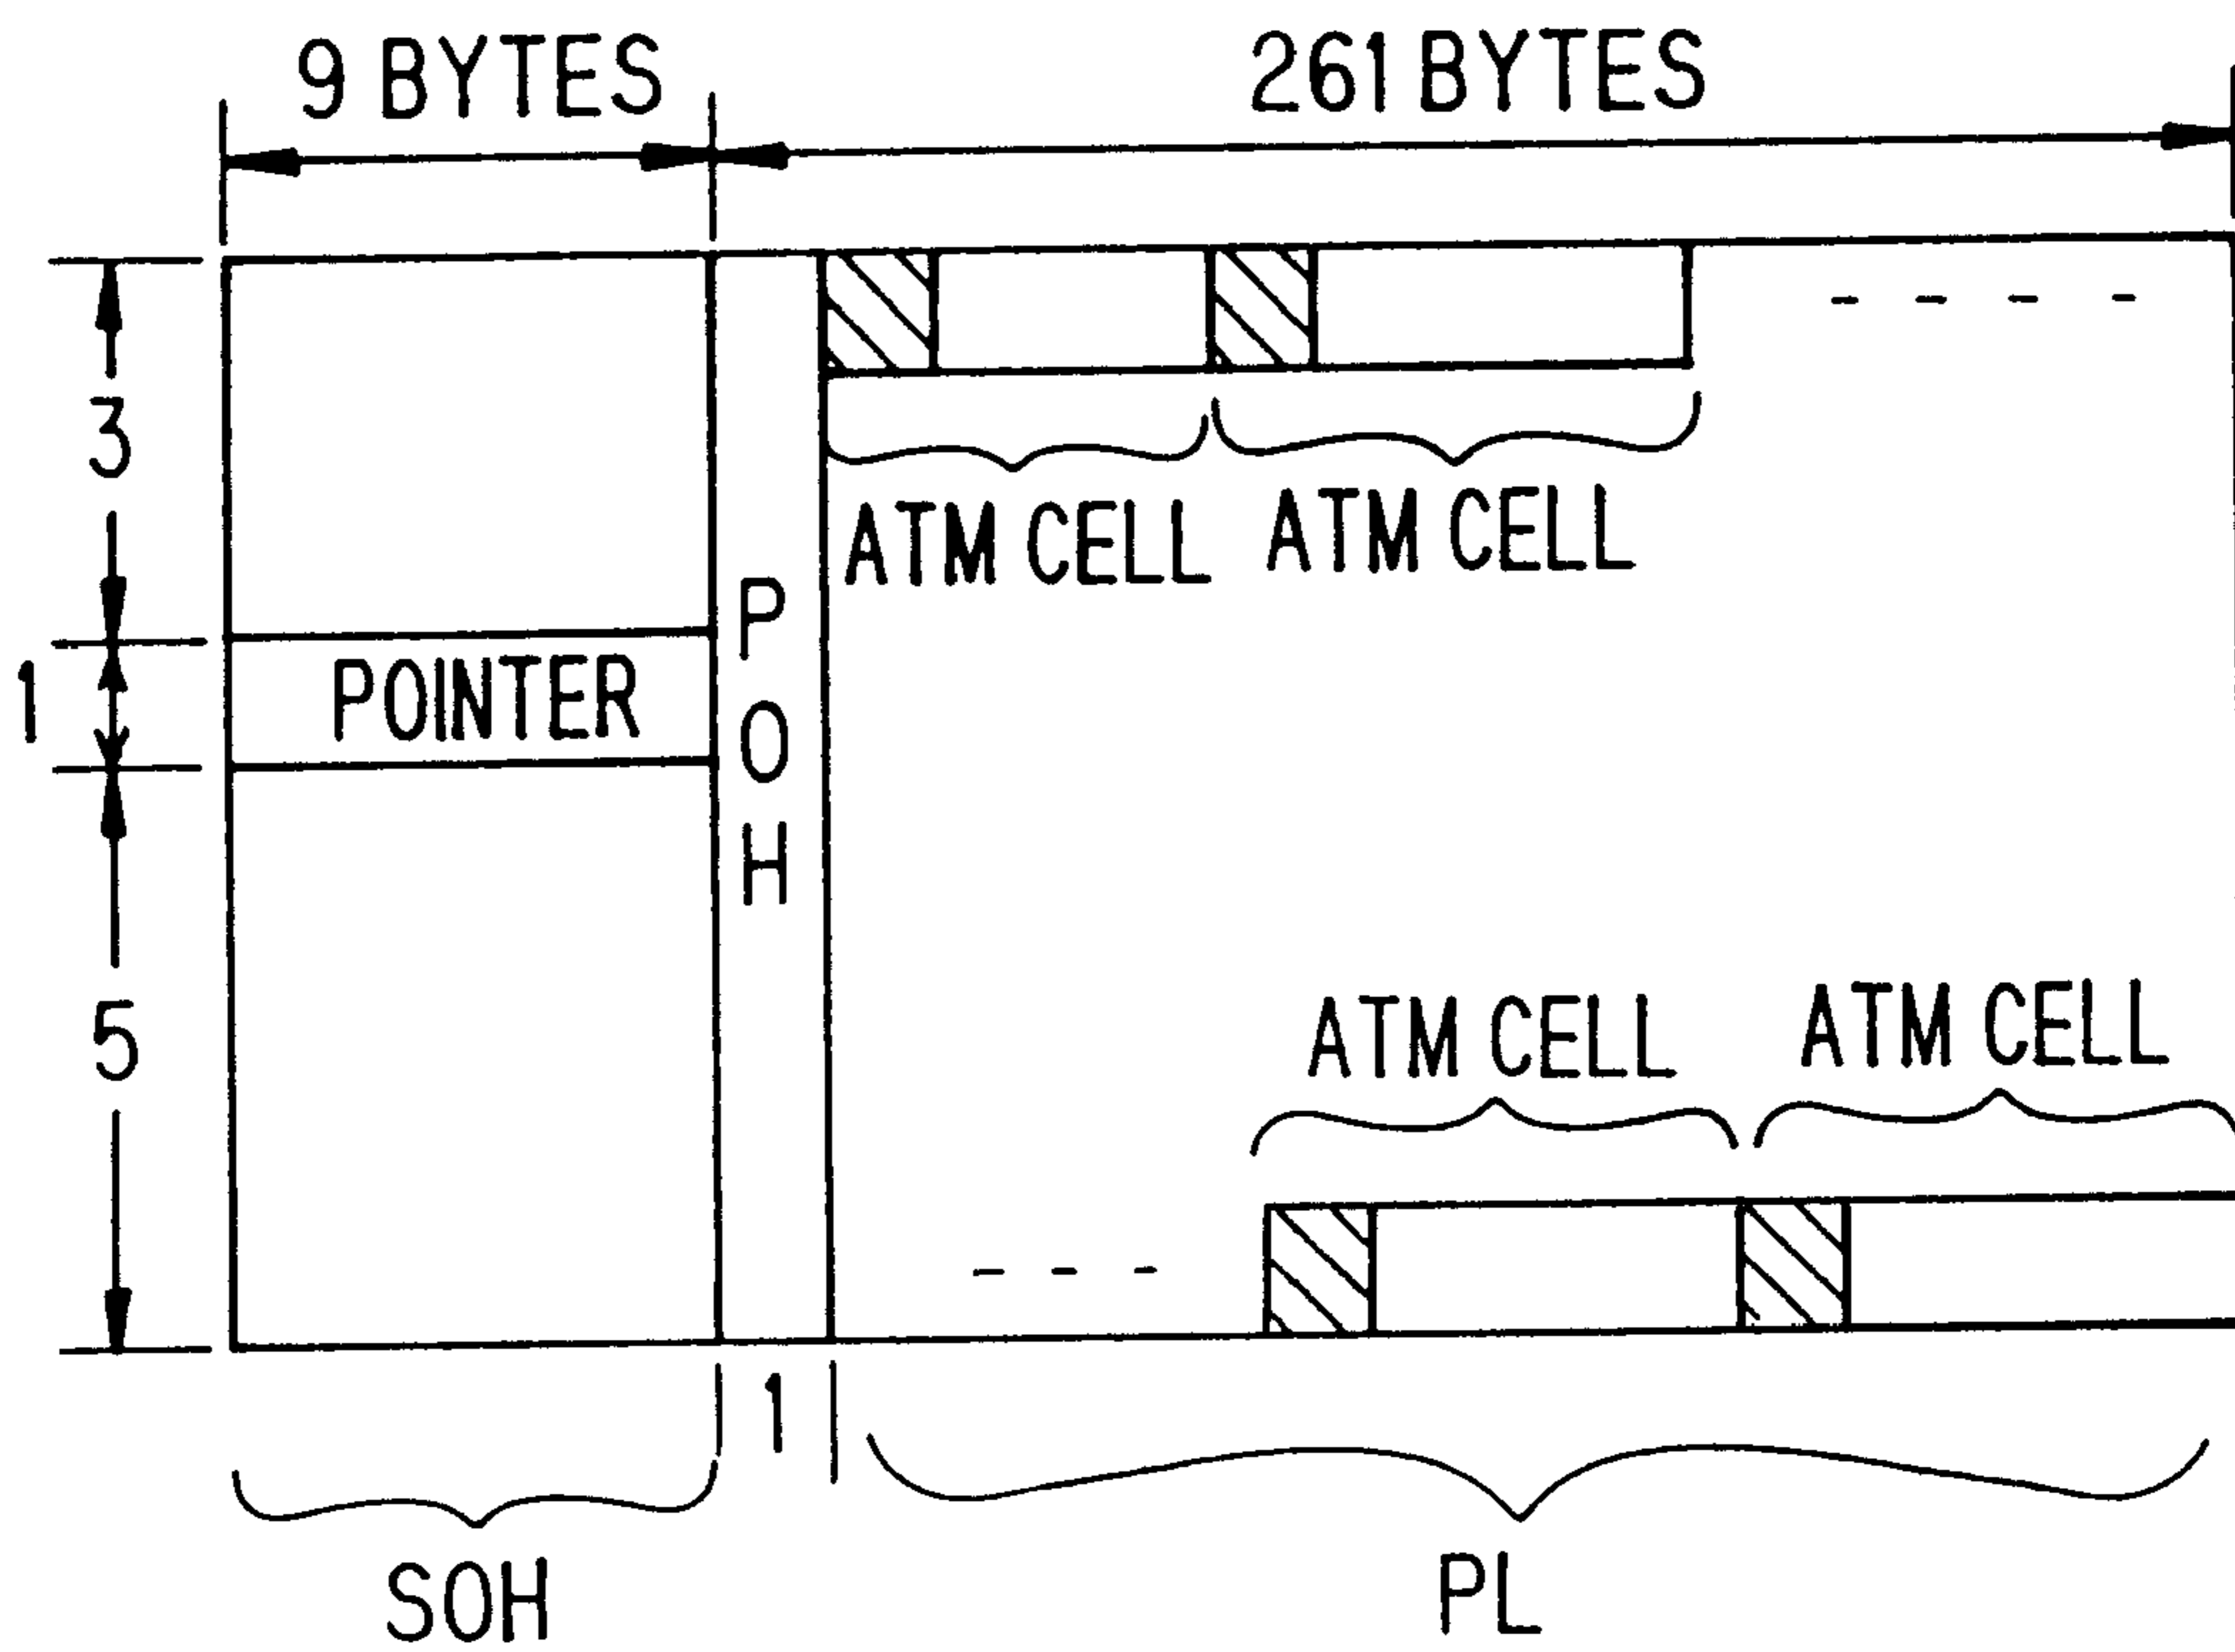 9 BYTES
261 BYTES
3
ATM CELL
ATM CELL
P
O
H
1
POINTER
5
ATM CELL
ATM CELL
1
SOH
PL